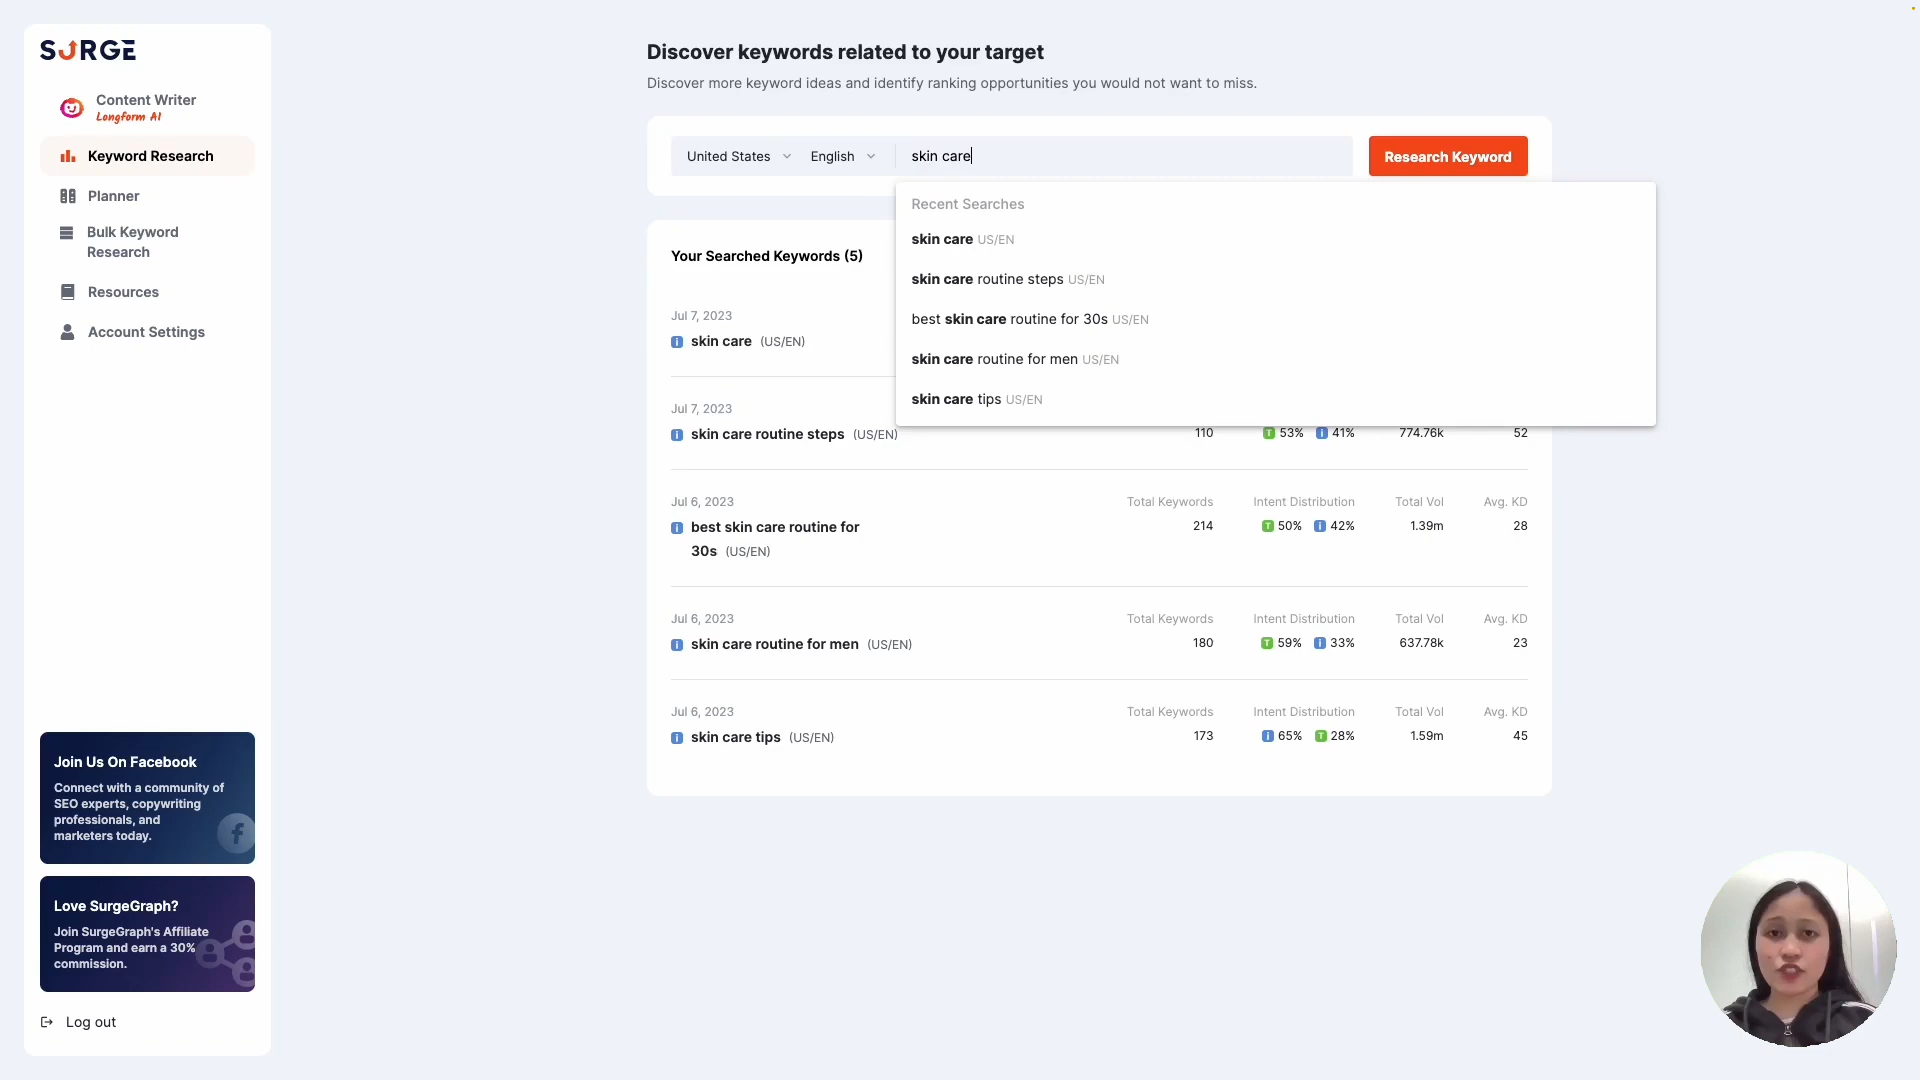 SURGE
Content Writer
Longform AI
Keyword Research
Planner
Bulk Keyword
Research
Resources
Account Settings
Join Us On Facebook
Connect with a community of
SEO experts, copywriting
professionals, and
marketers today.
Love SurgeGraph?
Join SurgeGraph's Affiliate
Program and earn a 30%
commission.
Log out
Discover keywords related to your target
Discover more keyword ideas and identify ranking opportunities you would not want to miss.
United States English skin care Research Keyword
Recent Searches
skin care US/EN
skin care routine steps US/EN
best skin care routine for 30s US/EN
skin care routine for men US/EN
skin care tips US/EN
Your Searched Keywords (5)
Jul 7, 2023
i skin care (US/EN)
Jul 7, 2023
i skin care routine steps (US/EN) 110 T 53% i 41% 774.76k 52
Jul 6, 2023 Total Keywords Intent Distribution Total Vol Avg. KD
i best skin care routine for 214 T 50% i 42% 1.39m 28
30s (US/EN)
Jul 6, 2023 Total Keywords Intent Distribution Total Vol Avg. KD
i skin care routine for men (US/EN) 180 T 59% i 33% 637.78k 23
Jul 6, 2023 Total Keywords Intent Distribution Total Vol Avg. KD
i skin care tips (US/EN) 173 i 65% T 28% 1.59m 45